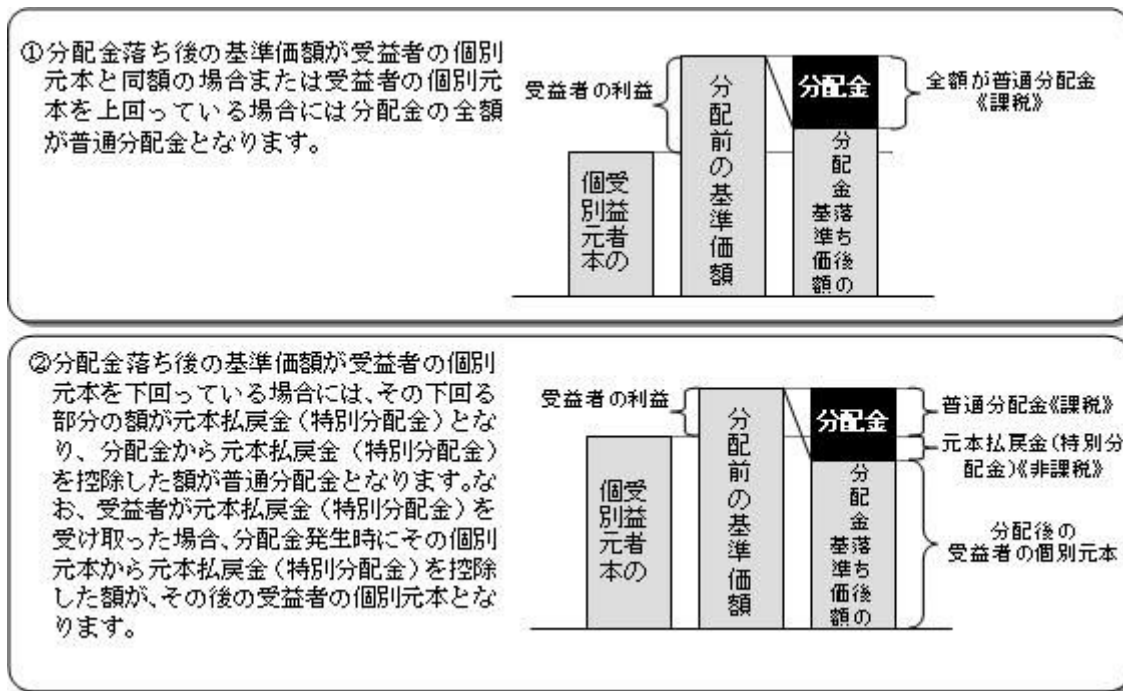 ①分配金落ち後の基準価額が受益者の個別
元本と同額の場合または受益者の個別元
本を上回っている場合には分配金の全額
が普通分配金となります。
受益者の利益
受益者の
個別元本
分配前の基準価額
分配金
分配金落ち後の
基準価額
全額が普通分配金
《課税》
②分配金落ち後の基準価額が受益者の個別
元本を下回っている場合には、その下回る
部分の額が元本払戻金（特別分配金）とな
り、分配金から元本払戻金（特別分配金）
を控除した額が普通分配金となります。な
お、受益者が元本払戻金（特別分配金）を
受け取った場合、分配金発生時にその個別
元本から元本払戻金（特別分配金）を控除
した額が、その後の受益者の個別元本とな
ります。
受益者の利益
受益者の
個別元本
分配前の基準価額
分配金
分配金落ち後の
基準価額
普通分配金《課税》
元本払戻金（特別分
配金）《非課税》
分配後の
受益者の個別元本